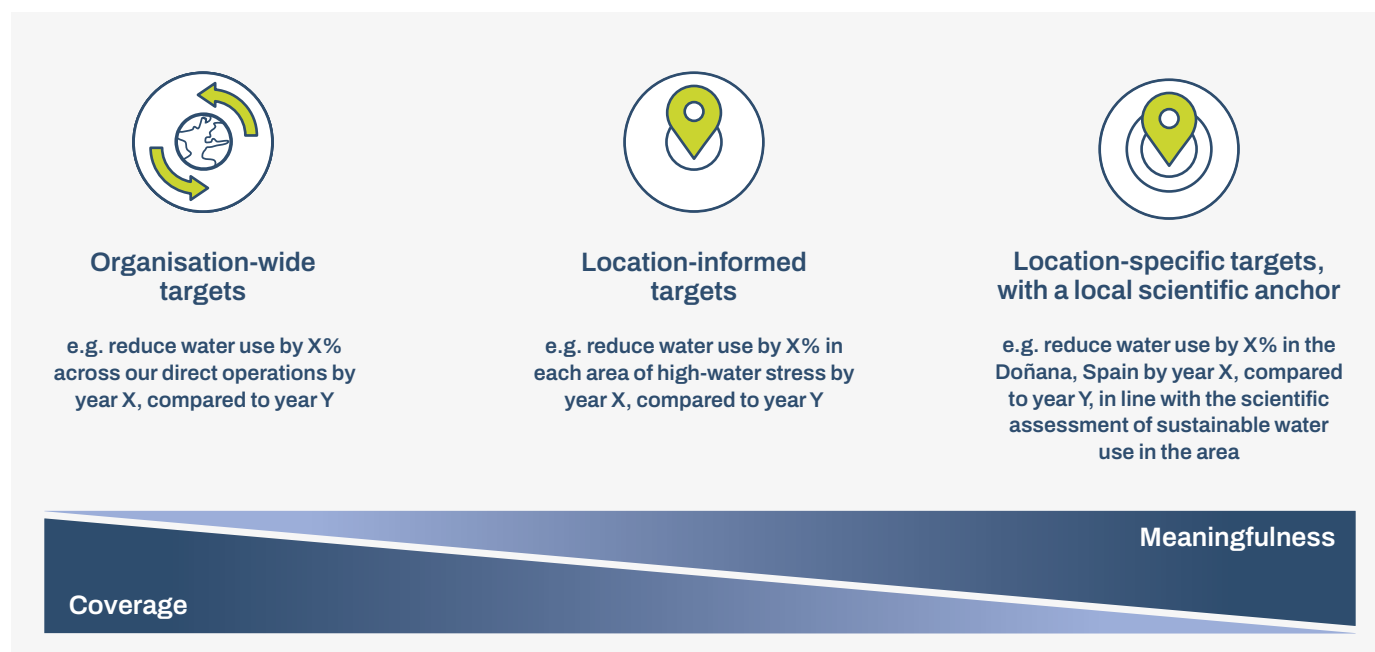 Organisation-wide
targets
e.g. reduce water use by X%
across our direct operations by
year X, compared to year Y
Location-informed
targets
e.g. reduce water use by X% in
each area of high-water stress by
year X, compared to year Y
Location-specific targets,
with a local scientific anchor
e.g. reduce water use by X% in the
Doñana, Spain by year X, compared
to year Y, in line with the scientific
assessment of sustainable water
use in the area
Meaningfulness
Coverage